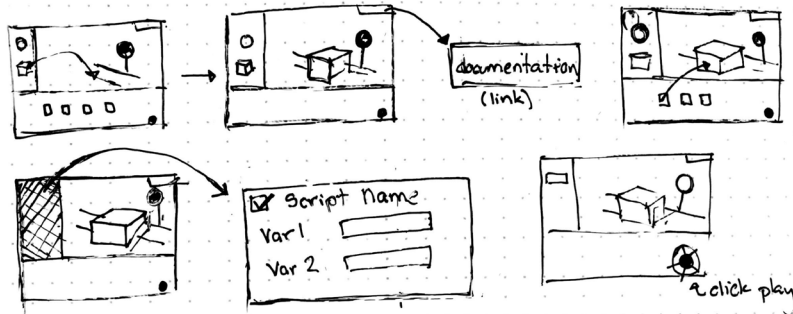 documentation
(link)
Script Name
Var 1
Var 2
click play